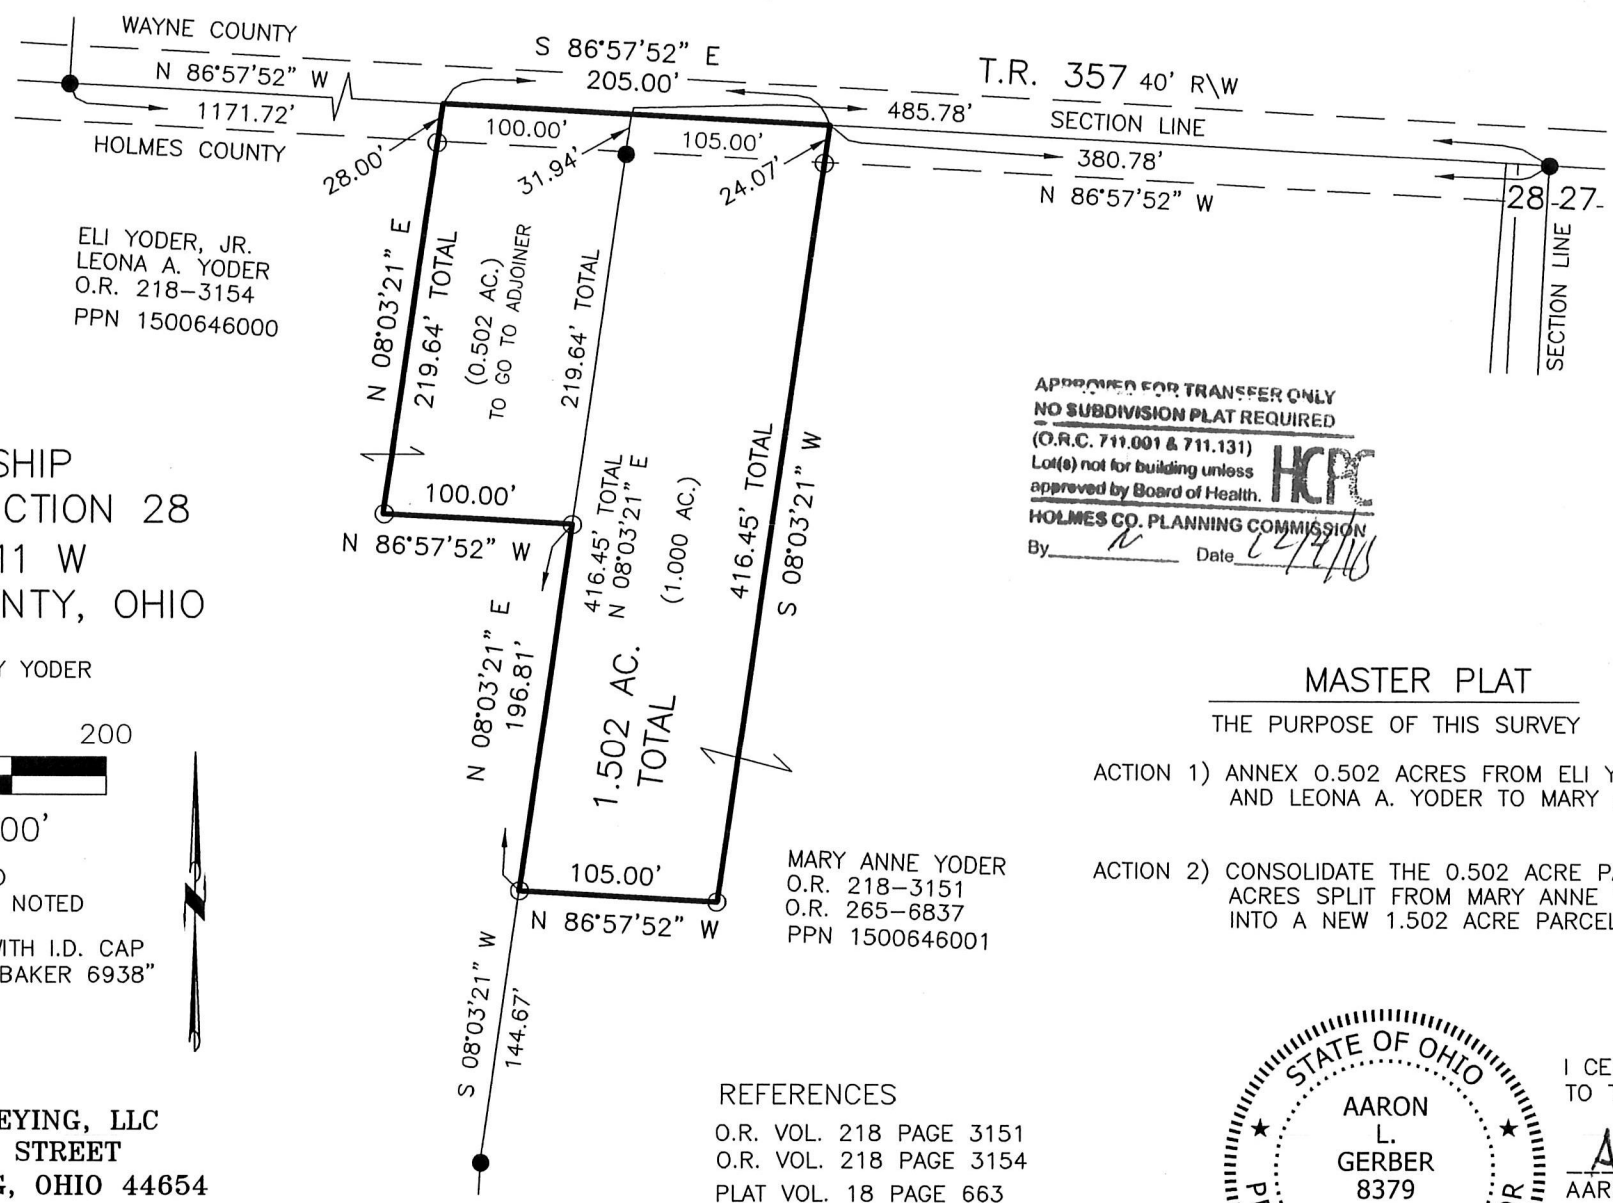 WAYNE COUNTY
N 86°57'52" W
1171.72'
HOLMES COUNTY
S 86°57'52" E
205.00'
T.R. 357 40' R\W
485.78'
SECTION LINE
100.00'
105.00'
380.78'
28.00'
31.94'
24.07'
N 86°57'52" W
28 27
SECTION LINE
ELI YODER, JR.
LEONA A. YODER
O.R. 218-3154
PPN 1500646000
N 08°03'21" E
219.64' TOTAL
(0.502 AC.)
TO GO TO ADJOINER
219.64' TOTAL
APPROVED FOR TRANSFER ONLY
NO SUBDIVISION PLAT REQUIRED
(O.R.C. 711.001 & 711.131)
Lot(s) not for building unless
approved by Board of Health.
HCPC
HOLMES CO. PLANNING COMMISSION
By Date
SHIP
CTION 28
11 W
NTY, OHIO
Y YODER
200
00'
NOTED
WITH I.D. CAP
BAKER 6938"
100.00'
N 86°57'52" W
416.45' TOTAL
N 08°03'21" E
(1.000 AC.)
416.45' TOTAL
S 08°03'21" W
N 08°03'21" E
196.81'
1.502 AC.
TOTAL
105.00'
N 86°57'52" W
S 08°03'21" W
144.67'
MARY ANNE YODER
O.R. 218-3151
O.R. 265-6837
PPN 1500646001
MASTER PLAT
THE PURPOSE OF THIS SURVEY
ACTION 1) ANNEX 0.502 ACRES FROM ELI Y
AND LEONA A. YODER TO MARY
ACTION 2) CONSOLIDATE THE 0.502 ACRE PA
ACRES SPLIT FROM MARY ANNE
INTO A NEW 1.502 ACRE PARCEL
EYING, LLC
STREET
G, OHIO 44654
REFERENCES
O.R. VOL. 218 PAGE 3151
O.R. VOL. 218 PAGE 3154
PLAT VOL. 18 PAGE 663
STATE OF OHIO
AARON
L.
GERBER
8379
I CE
TO T
AAR